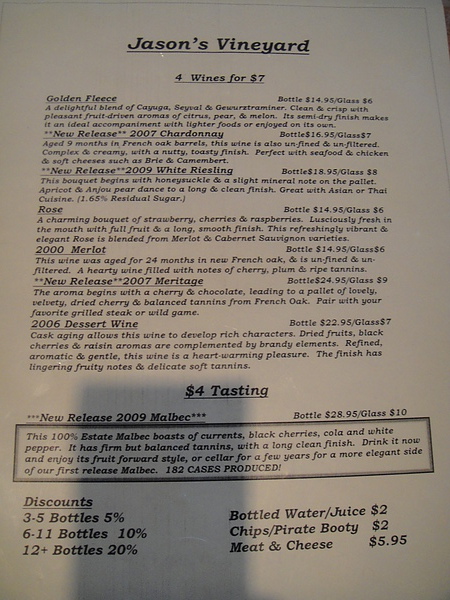 Jason's Vineyard
4 Wines for $7
Golden Fleece Bottle $14.95/Glass $6
A delightful blend of Cayuga, Seyval & Gewurztraminer. Clean & crisp with
pleasant fruit-driven aromas of citrus, pear, & melon. Its semi-dry finish makes
it an ideal accompaniment with lighter foods or enjoyed on its own.
**New Release** 2007 Chardonnay Bottle$16.95/Glass$7
Aged 9 months in French oak barrels, this wine is also un-fined & un-filtered.
Complex & creamy, with a nutty, toasty finish. Perfect with seafood & chicken
& soft cheeses such as Brie & Camembert.
**New Release**2009 White Riesling Bottle$18.95/Glass $8
This bouquet begins with honeysuckle & a slight mineral note on the pallet.
Apricot & Anjou pear dance to a long & clean finish. Great with Asian or Thai
Cuisine. (1.65% Residual Sugar.)
Rose Bottle $14.95/Glass $6
A charming bouquet of strawberry, cherries & raspberries. Lusciously fresh in
the mouth with full fruit & a long, smooth finish. This refreshingly vibrant &
elegant Rose is blended from Merlot & Cabernet Sauvignon varieties.
2000 Merlot Bottle $14.95/Glass $6
This wine was aged for 24 months in new French oak, & is un-fined & un-
filtered. A hearty wine filled with notes of cherry, plum & ripe tannins.
**New Release**2007 Meritage Bottle$24.95/Glass $9
The aroma begins with a cherry & chocolate, leading to a pallet of lovely,
velvety, dried cherry & balanced tannins from French Oak. Pair with your
favorite grilled steak or wild game.
2006 Dessert Wine Bottle $22.95/Glass$7
Cask aging allows this wine to develop rich characters. Dried fruits, black
cherries & raisin aromas are complemented by brandy elements. Refined,
aromatic & gentle, this wine is a heart-warming pleasure. The finish has
lingering fruity notes & delicate soft tannins.
$4 Tasting
***New Release 2009 Malbec*** Bottle $28.95/Glass $10
This 100% Estate Malbec boasts of currents, black cherries, cola and white
pepper. It has firm but balanced tannins, with a long clean finish. Drink it now
and enjoy its fruit forward style, or cellar for a few years for a more elegant side
of our first release Malbec. 182 CASES PRODUCED!
Discounts
3-5 Bottles 5% Bottled Water/Juice $2
6-11 Bottles 10% Chips/Pirate Booty $2
12+ Bottles 20% Meat & Cheese $5.95